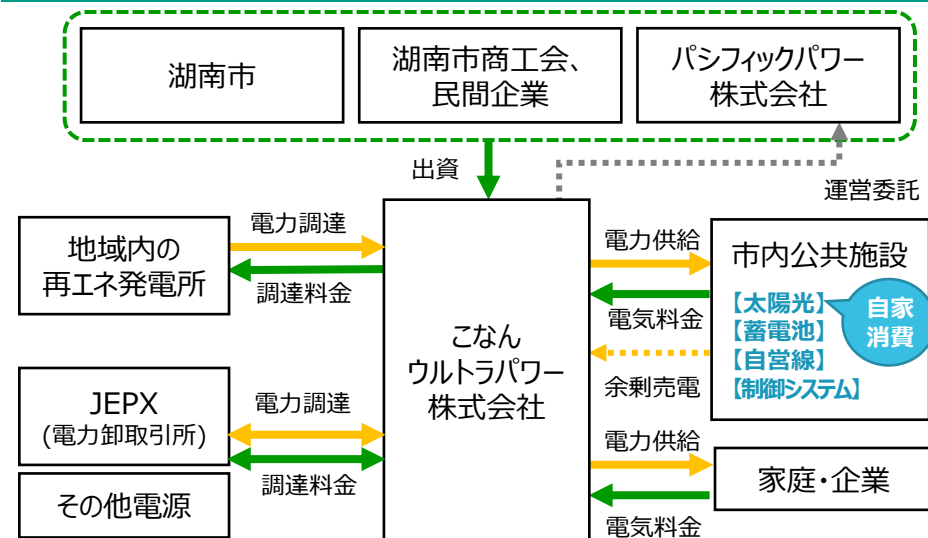 湖南市
湖南市商工会、
民間企業
パシフィックパワー
株式会社
出資
運営委託
地域内の
再エネ発電所
電力調達
調達料金
こなん
ウルトラパワー
株式会社
電力供給
電気料金
余剰売電
市内公共施設
【太陽光】
【蓄電池】
【自営線】
【制御システム】
自家
消費
JEPX
(電力卸取引所)
電力調達
調達料金
その他電源
電力供給
電気料金
家庭・企業